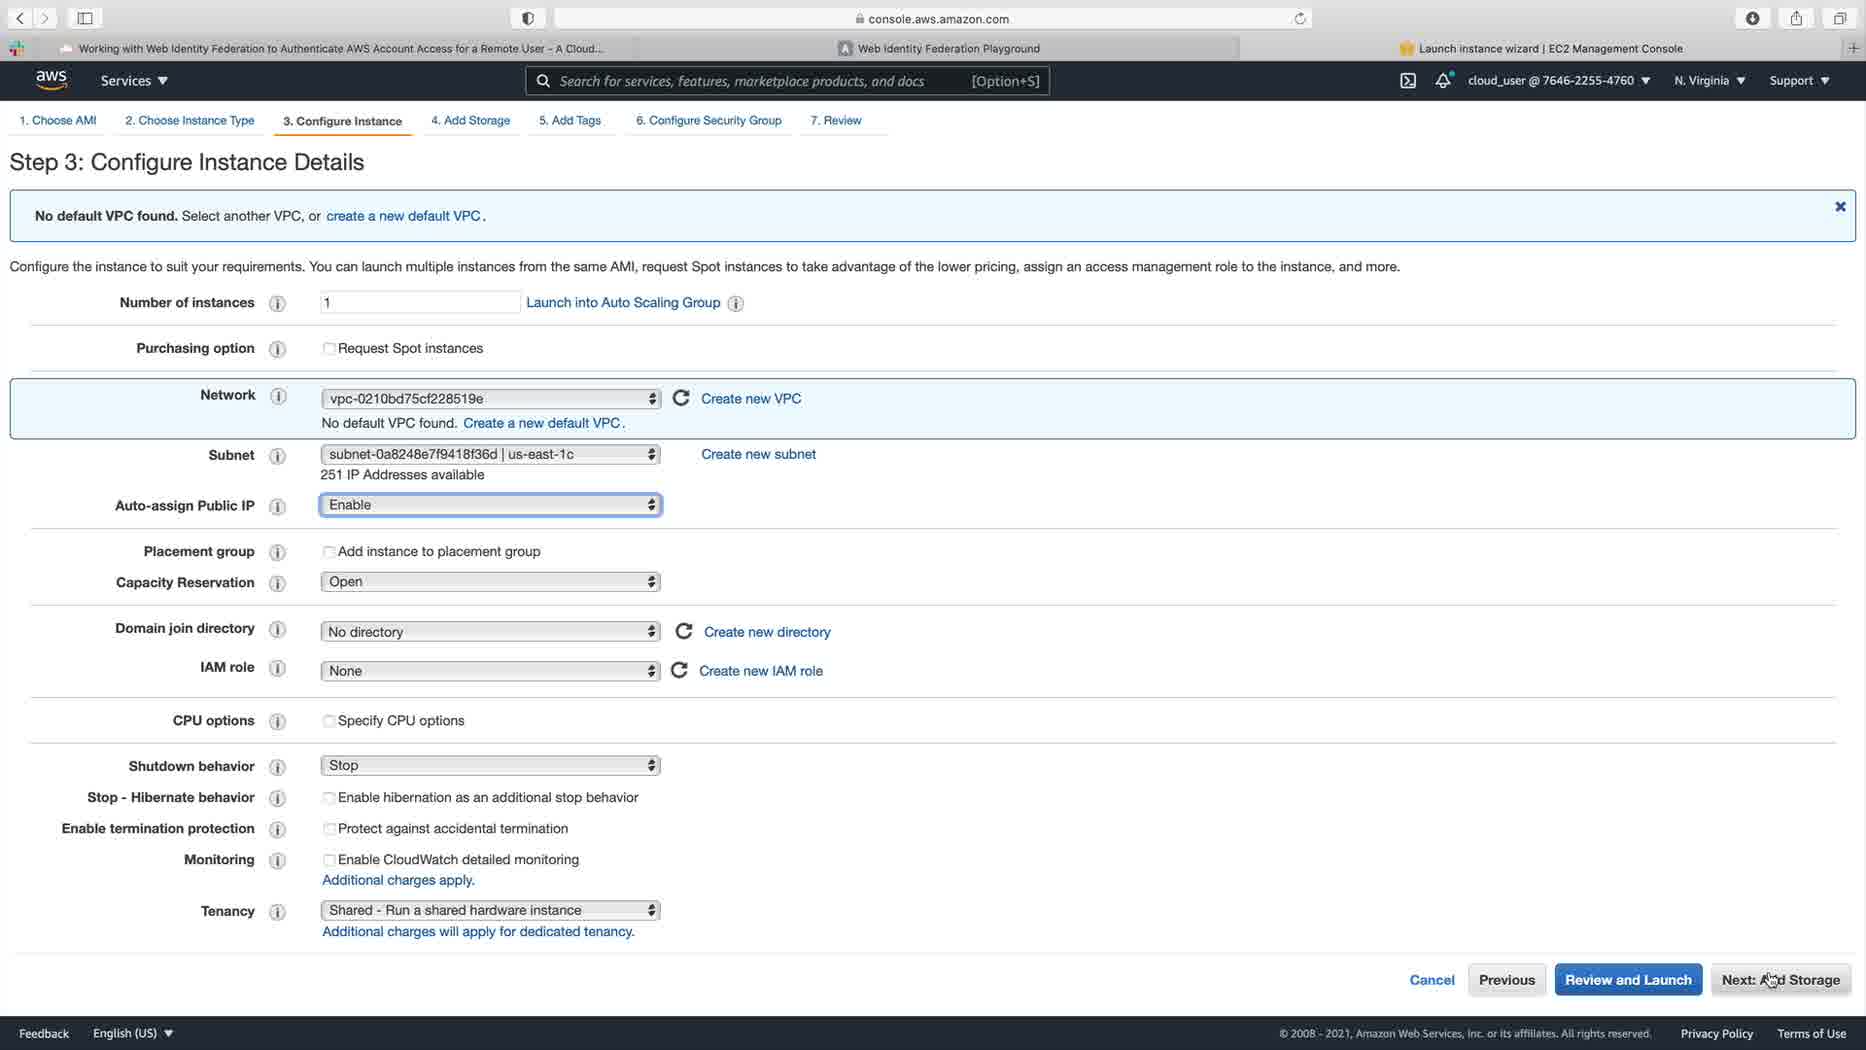 console.aws.amazon.com
Working with Web Identity Federation to Authenticate AWS Account Access for a Remote User - A Cloud...
Web Identity Federation Playground
Launch instance wizard | EC2 Management Console
aws
Services
Search for services, features, marketplace products, and docs
[Option+S]
cloud_user @ 7646-2255-4760
N. Virginia
Support
1. Choose AMI
2. Choose Instance Type
3. Configure Instance
4. Add Storage
5. Add Tags
6. Configure Security Group
7. Review
Step 3: Configure Instance Details
No default VPC found. Select another VPC, or create a new default VPC.
Configure the instance to suit your requirements. You can launch multiple instances from the same AMI, request Spot instances to take advantage of the lower pricing, assign an access management role to the instance, and more.
Number of instances
1
Launch into Auto Scaling Group
Purchasing option
Request Spot instances
Network
vpc-0210bd75cf228519e
Create new VPC
No default VPC found. Create a new default VPC.
Subnet
subnet-0a8248e7f9418f36d | us-east-1c
Create new subnet
251 IP Addresses available
Auto-assign Public IP
Enable
Placement group
Add instance to placement group
Capacity Reservation
Open
Domain join directory
No directory
Create new directory
IAM role
None
Create new IAM role
CPU options
Specify CPU options
Shutdown behavior
Stop
Stop - Hibernate behavior
Enable hibernation as an additional stop behavior
Enable termination protection
Protect against accidental termination
Monitoring
Enable CloudWatch detailed monitoring
Additional charges apply.
Tenancy
Shared - Run a shared hardware instance
Additional charges will apply for dedicated tenancy.
Cancel
Previous
Review and Launch
Next: Add Storage
Feedback
English (US)
© 2008 - 2021, Amazon Web Services, Inc. or its affiliates. All rights reserved.
Privacy Policy
Terms of Use